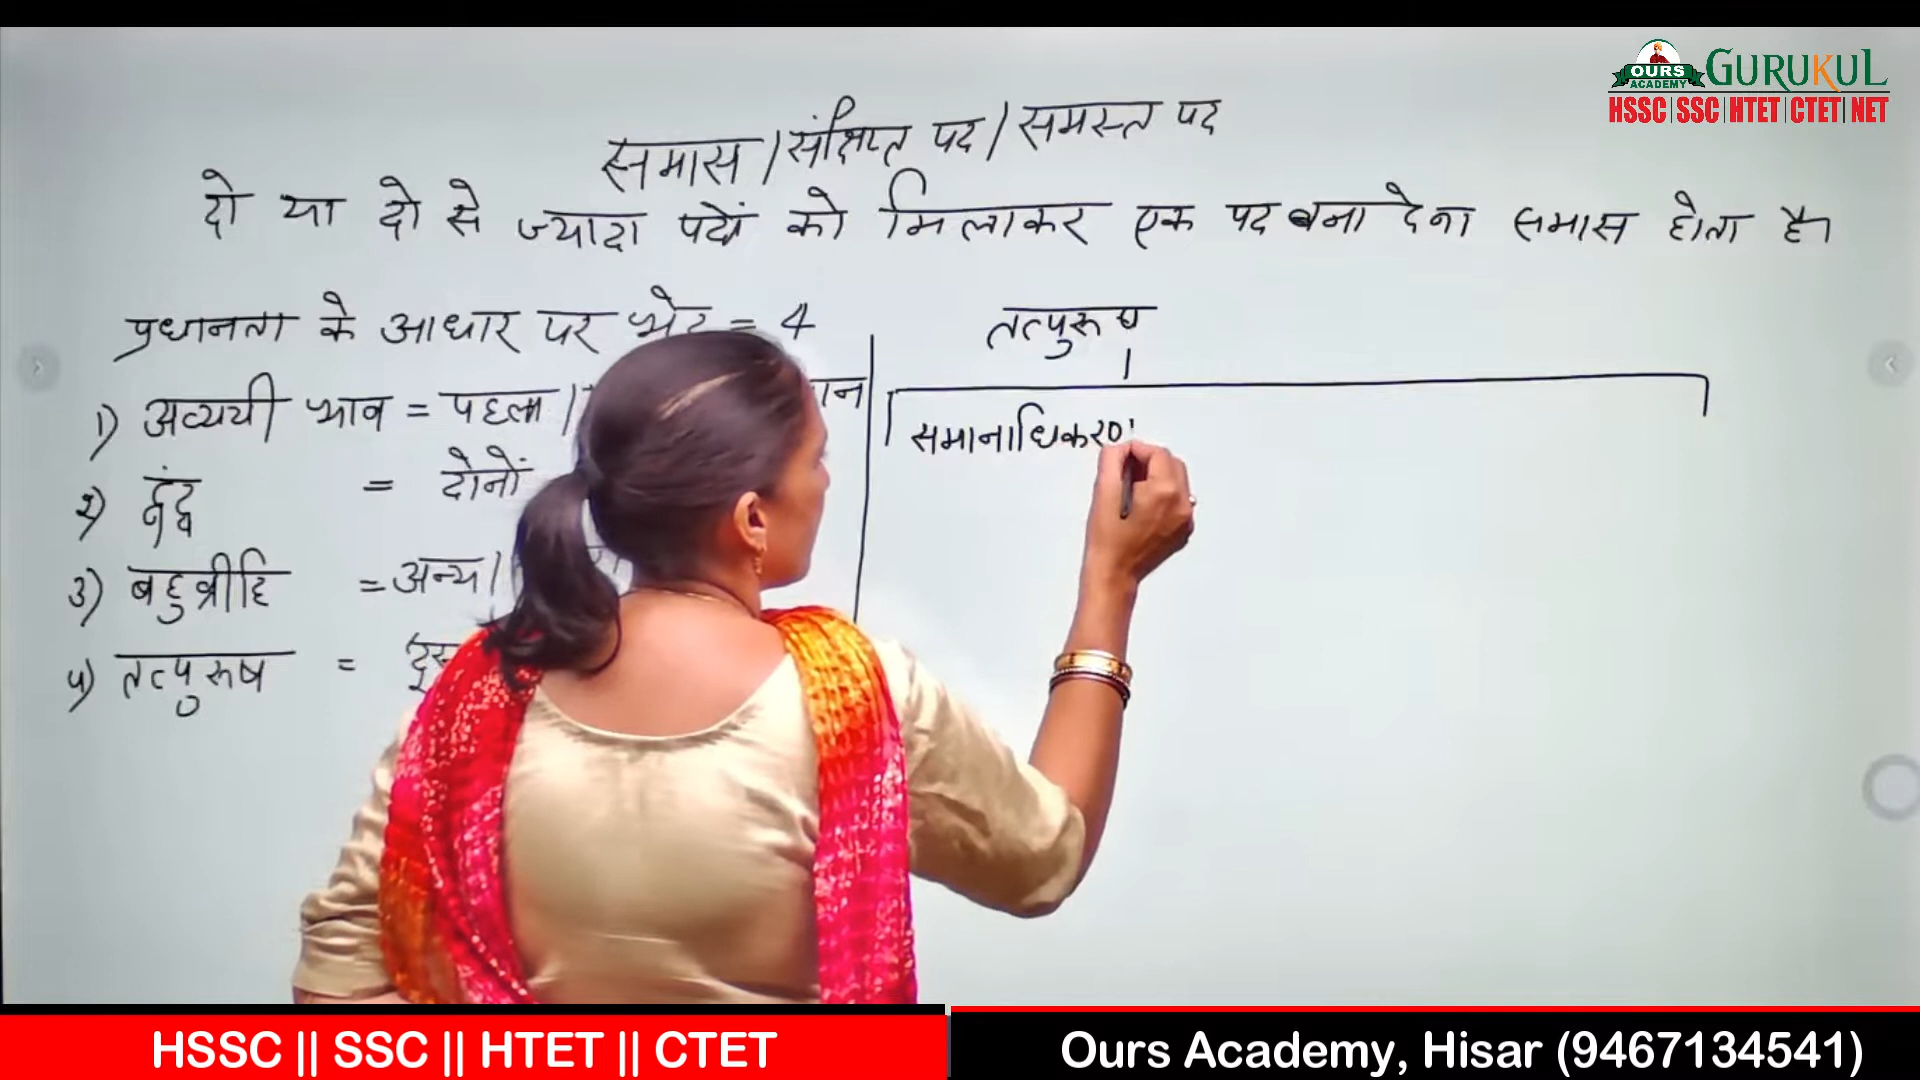 OURS ACADEMY GURUKUL
HSSC | SSC | HTET | CTET | NET
समास / संक्षिप्त पद / समस्त पद
दो या दो से ज्यादा पदों को मिलाकर एक पद बना देना समास होता है।
प्रधानता के आधार पर भेद = 4
1) अव्ययी भाव = पहला /
2) द्वंद्व = दोनों
3) बहुव्रीहि = अन्य /
4) तत्पुरूष =
तत्पुरूष
समानाधिकरण
HSSC || SSC || HTET || CTET
Ours Academy, Hisar (9467134541)